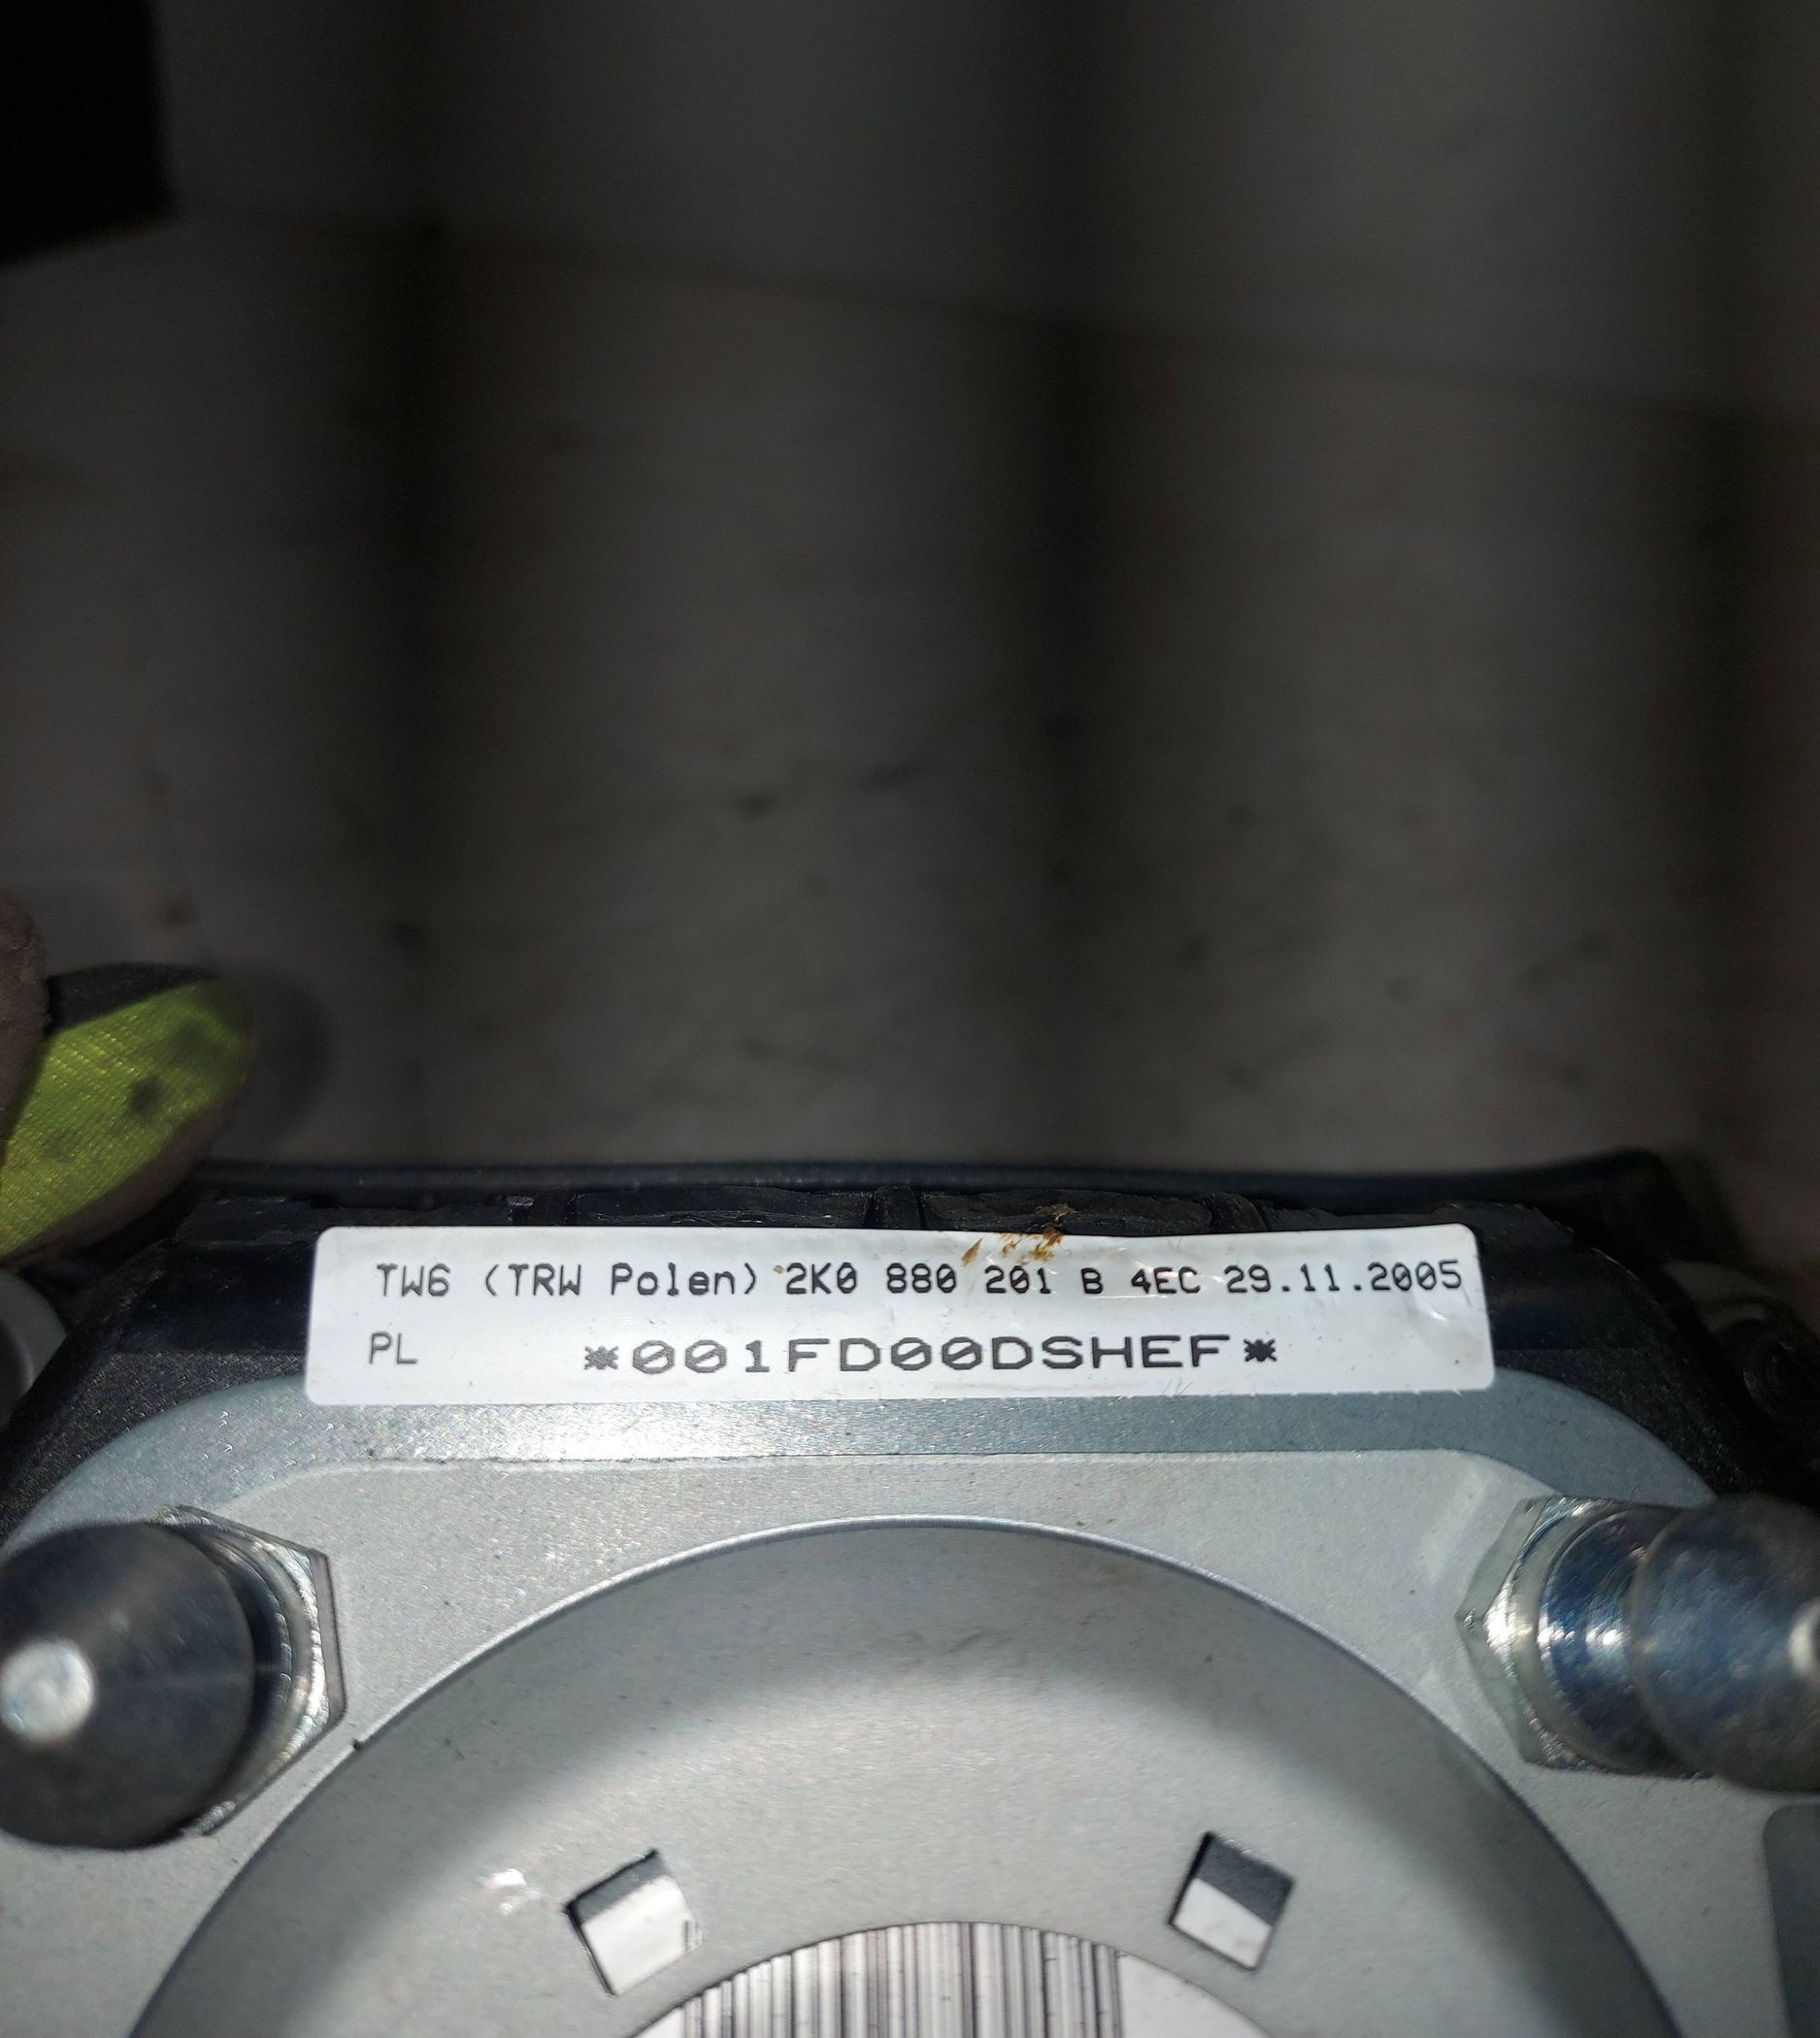 TW6 (TRW Polen) 2K0 880 201 B 4EC 29.11.2005
PL *001FD00DSHEF*